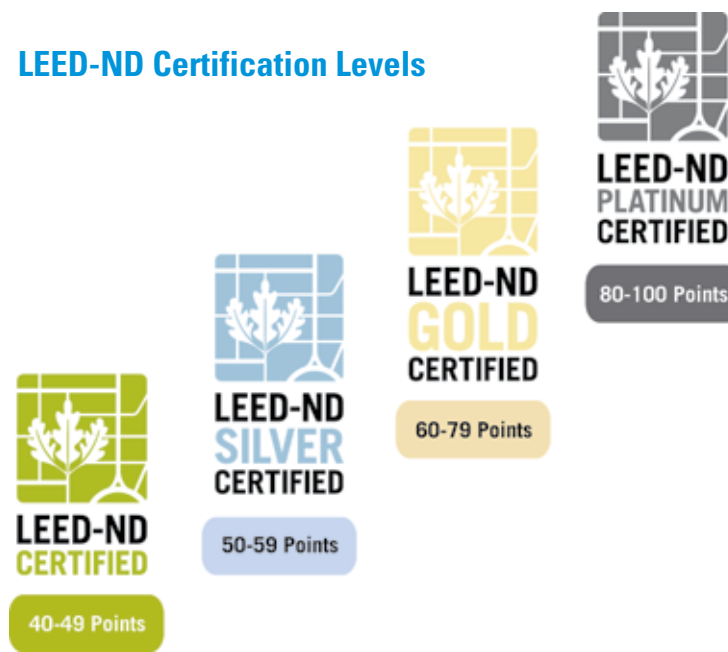 LEED-ND Certification Levels
LEED-ND
CERTIFIED
40-49 Points
LEED-ND
SILVER
CERTIFIED
50-59 Points
LEED-ND
GOLD
CERTIFIED
60-79 Points
LEED-ND
PLATINUM
CERTIFIED
80-100 Points